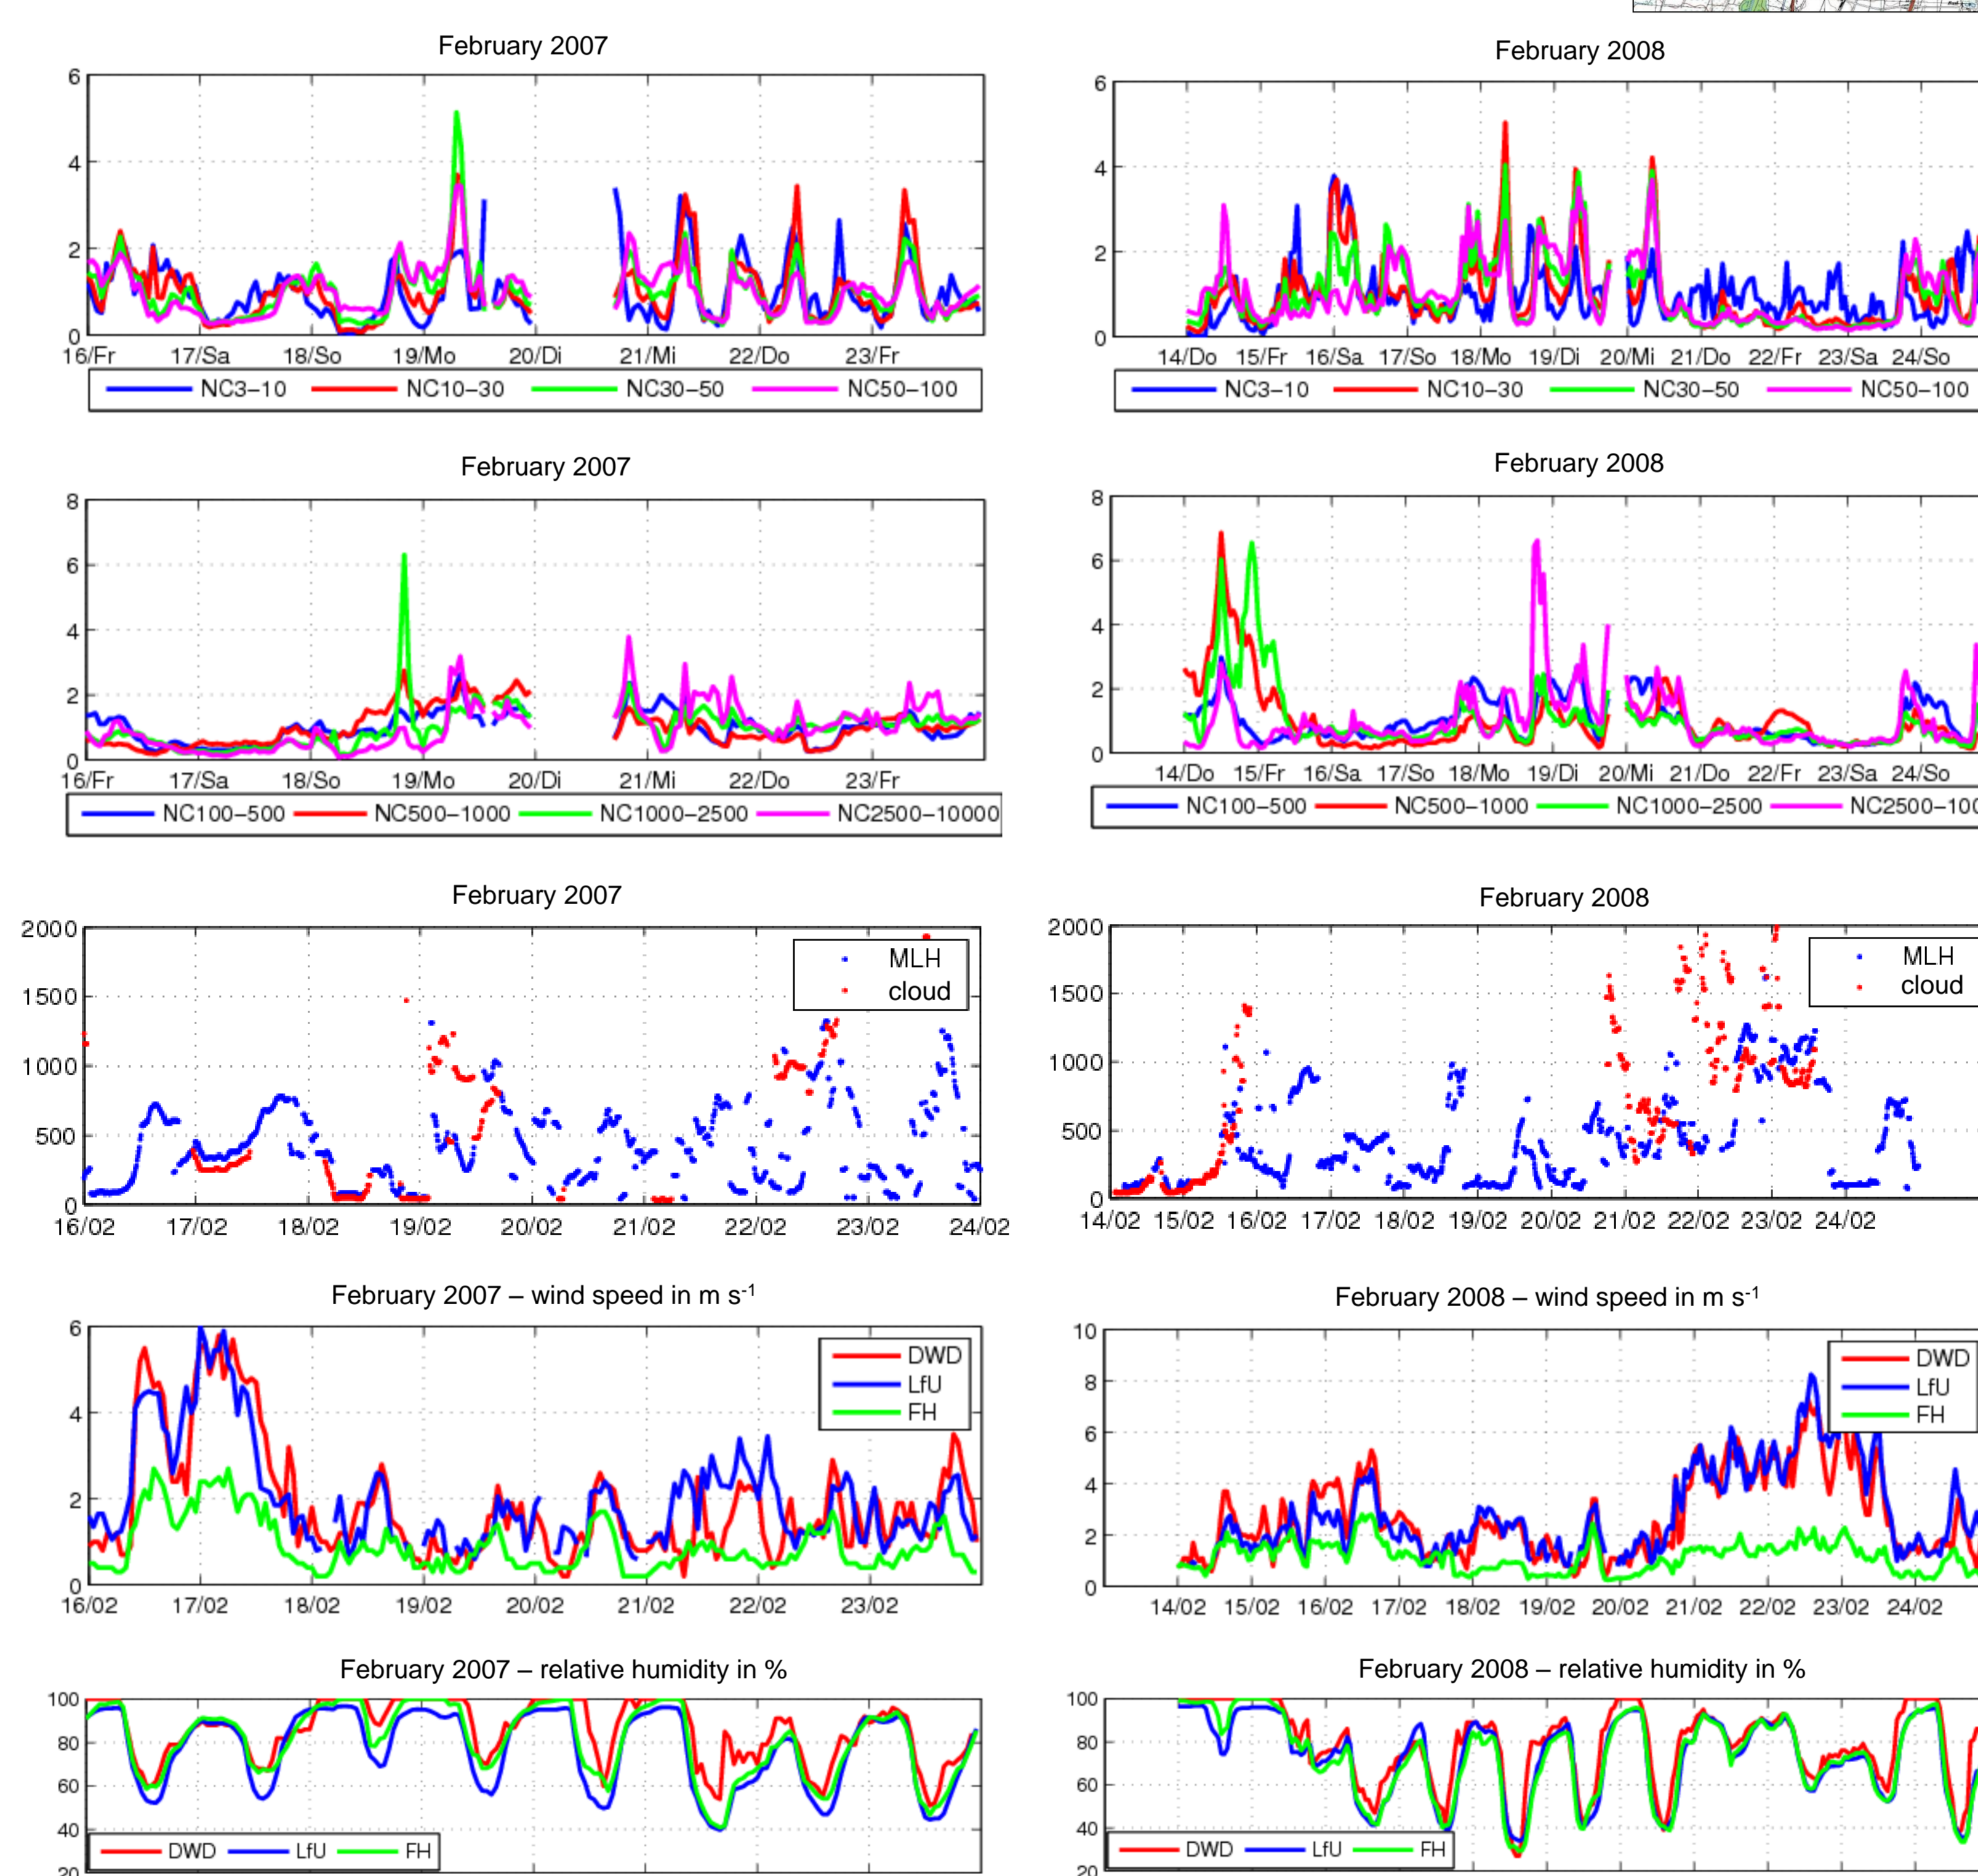 February 2007
6
4
2
0
16/Fr 17/Sa 18/So 19/Mo 20/Di 21/Mi 22/Do 23/Fr
NC3−10 NC10−30 NC30−50 NC50−100
February 2008
6
4
2
0
14/Do 15/Fr 16/Sa 17/So 18/Mo 19/Di 20/Mi 21/Do 22/Fr 23/Sa 24/So
NC3−10 NC10−30 NC30−50 NC50−100
February 2007
8
6
4
2
0
16/Fr 17/Sa 18/So 19/Mo 20/Di 21/Mi 22/Do 23/Fr
NC100−500 NC500−1000 NC1000−2500 NC2500−10000
February 2008
8
6
4
2
0
14/Do 15/Fr 16/Sa 17/So 18/Mo 19/Di 20/Mi 21/Do 22/Fr 23/Sa 24/So
NC100−500 NC500−1000 NC1000−2500 NC2500−100
February 2007
2000
MLH
cloud
1500
1000
500
0
16/02 17/02 18/02 19/02 20/02 21/02 22/02 23/02 24/02
February 2008
2000
MLH
cloud
1500
1000
500
0
14/02 15/02 16/02 17/02 18/02 19/02 20/02 21/02 22/02 23/02 24/02
February 2007 – wind speed in m s-1
6
DWD
LfU
FH
4
2
0
16/02 17/02 18/02 19/02 20/02 21/02 22/02 23/02
February 2008 – wind speed in m s-1
10
DWD
LfU
FH
8
6
4
2
0
14/02 15/02 16/02 17/02 18/02 19/02 20/02 21/02 22/02 23/02 24/02
February 2007 – relative humidity in %
100
80
60
40
DWD LfU FH
20
February 2008 – relative humidity in %
100
80
60
40
DWD LfU FH
20